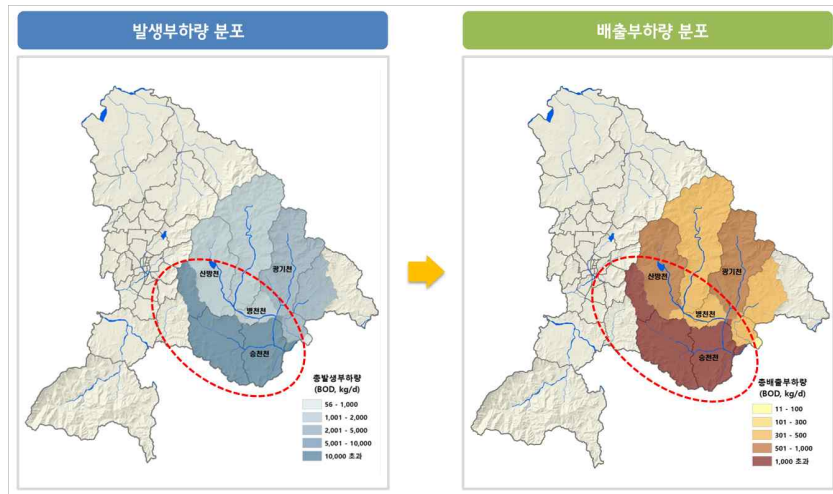 발생부하량 분포
배출부하량 분포
산방천
광기천
병천천
승천천
총발생부하량
(BOD, kg/d)
56 - 1,000
1,001 - 2,000
2,001 - 5,000
5,001 - 10,000
10,000 초과
산방천
광기천
병천천
승천천
총배출부하량
(BOD, kg/d)
11 - 100
101 - 300
301 - 500
501 - 1,000
1,000 초과